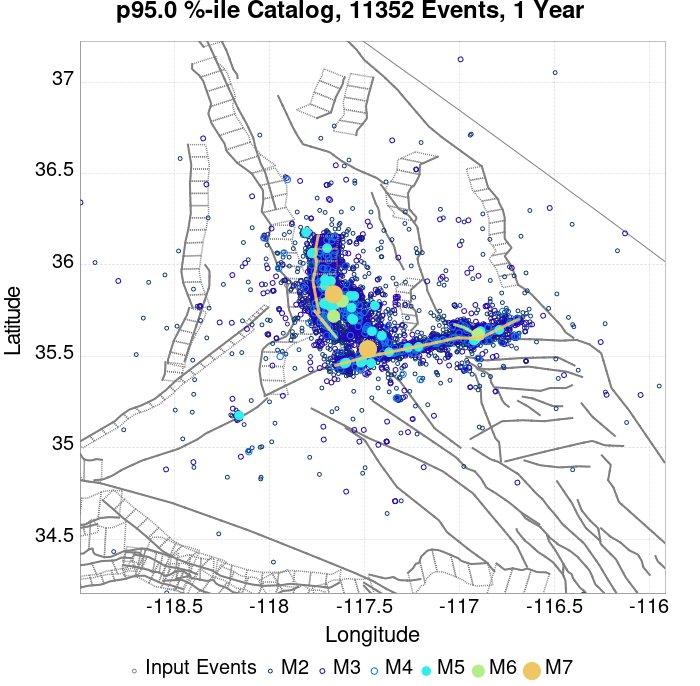 p95.0 %-ile Catalog, 11352 Events, 1 Year
37
36.5
36
35.5
35
34.5
Latitude
-118.5 -118 -117.5 -117 -116.5 -116
Longitude
Input Events M2 M3 M4 M5 M6 M7